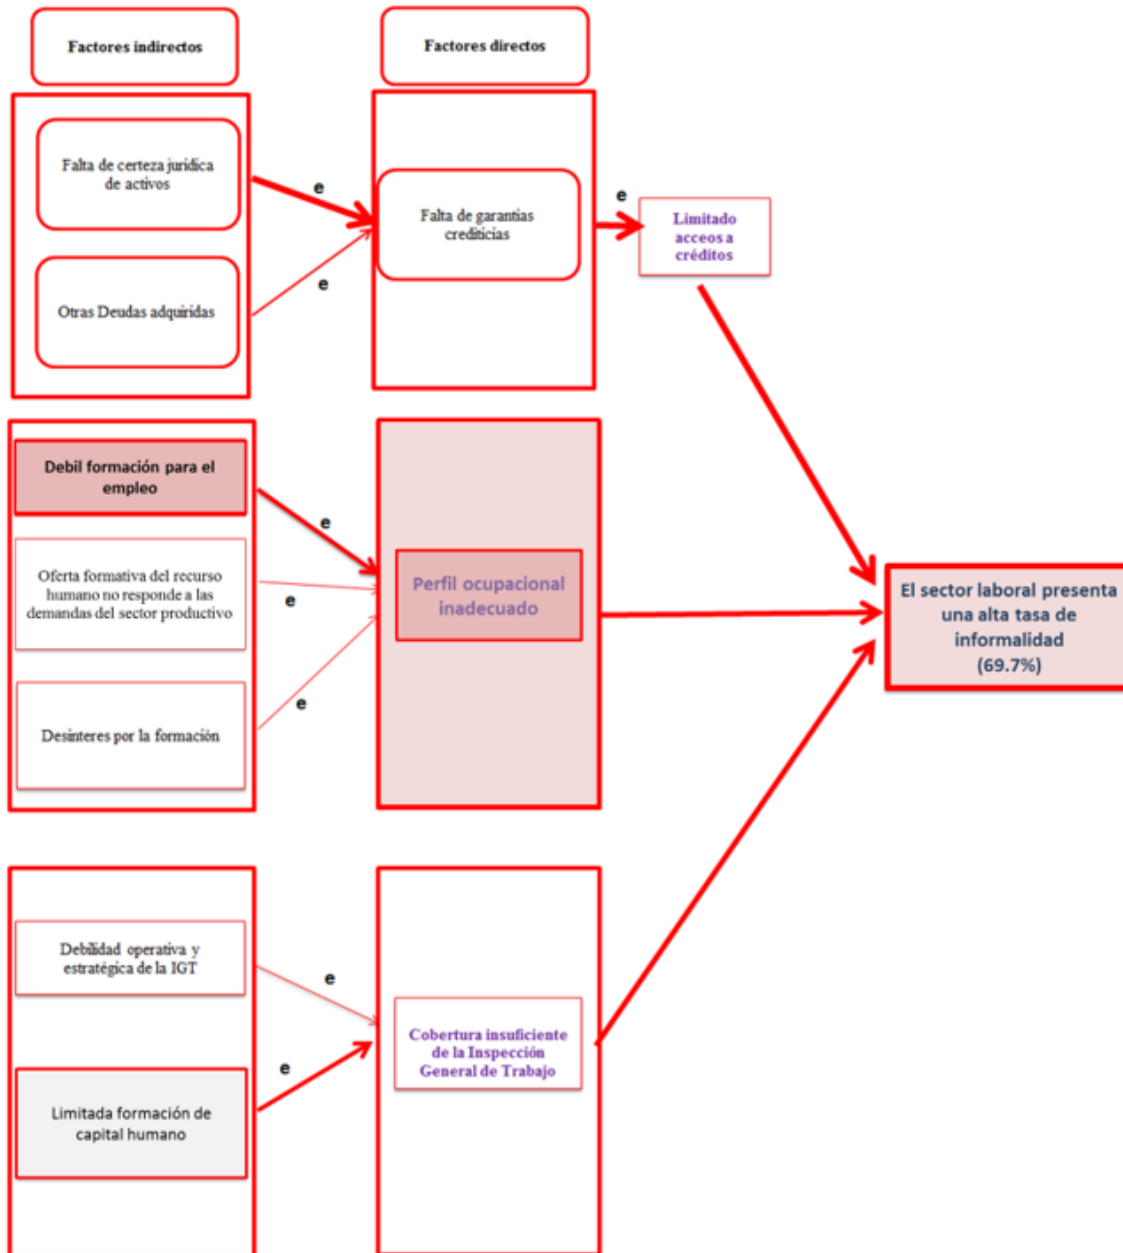 Factores indirectos
Factores directos
Falta de certeza juridica
de activos
e
Falta de garantias
crediticias
e
Limitado
acceos a
créditos
Otras Deudas adquiridas
e
Debil formación para el
empleo
e
Oferta formativa del recurso
humano no responde a las
demandas del sector productivo
e
Desinteres por la formación
e
Perfil ocupacional
inadecuado
El sector laboral presenta
una alta tasa de
informalidad
(69.7%)
Debilidad operativa y
estratégica de la IGT
e
Limitada formación de
capital humano
e
Cobertura insuficiente
de la Inspección
General de Trabajo